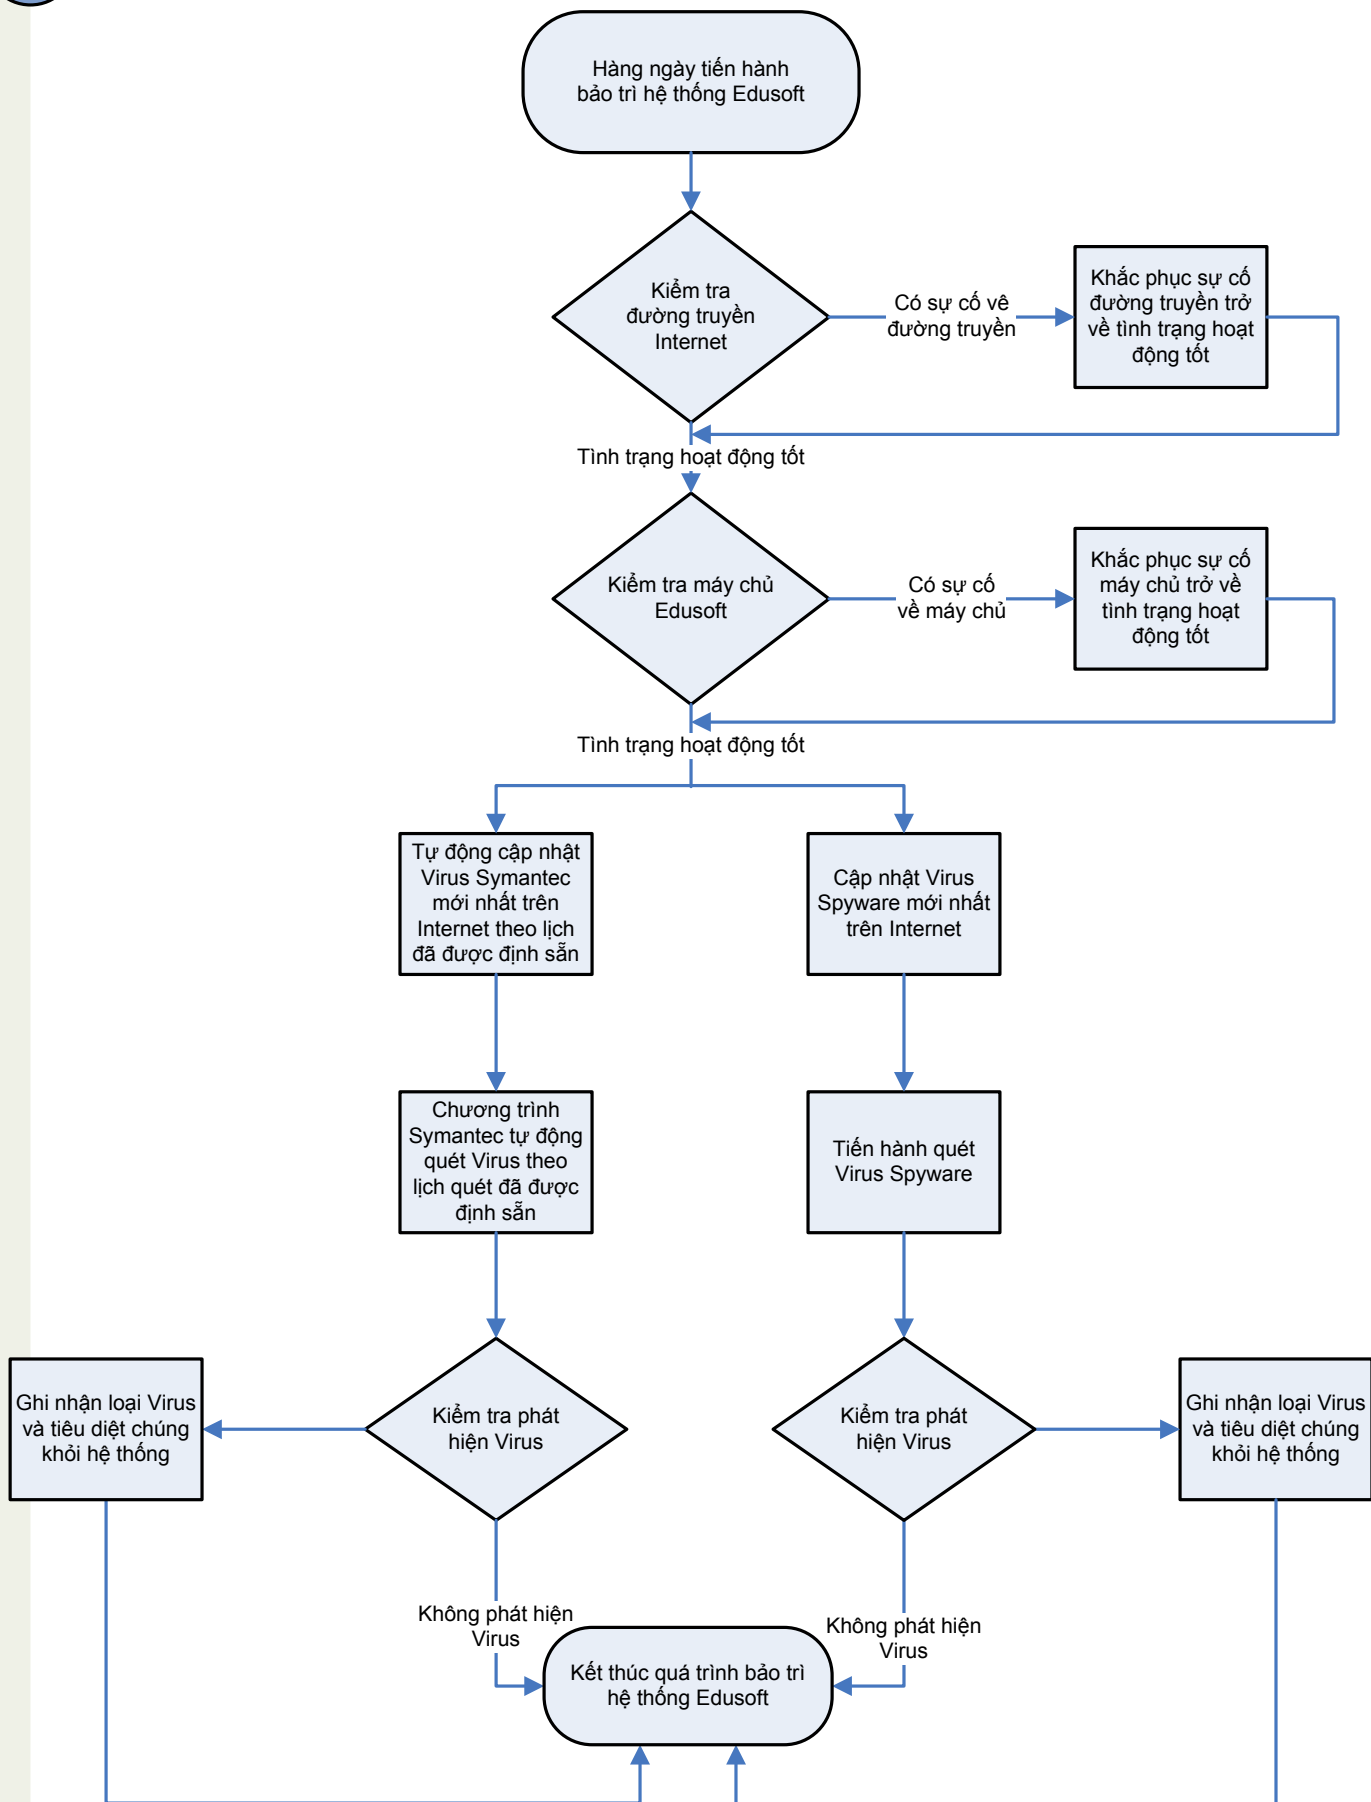 Hàng ngày tiến hành
bảo trì hệ thống Edusoft
Kiểm tra
đường truyền
Internet
Có sự cố vê
đường truyền
Khắc phục sự cố
đường truyền trở
về tình trạng hoạt
động tốt
Tình trạng hoạt động tốt
Kiểm tra máy chủ
Edusoft
Có sự cố
về máy chủ
Khắc phục sự cố
máy chủ trở về
tình trạng hoạt
động tốt
Tình trạng hoạt động tốt
Tự động cập nhật
Virus Symantec
mới nhất trên
Internet theo lịch
đã được định sẵn
Cập nhật Virus
Spyware mới nhất
trên Internet
Chương trình
Symantec tự động
quét Virus theo
lịch quét đã được
định sẵn
Tiến hành quét
Virus Spyware
Ghi nhận loại Virus
và tiêu diệt chúng
khỏi hệ thống
Kiểm tra phát
hiện Virus
Kiểm tra phát
hiện Virus
Ghi nhận loại Virus
và tiêu diệt chúng
khỏi hệ thống
Không phát hiện
Virus
Không phát hiện
Virus
Kết thúc quá trình bảo trì
hệ thống Edusoft